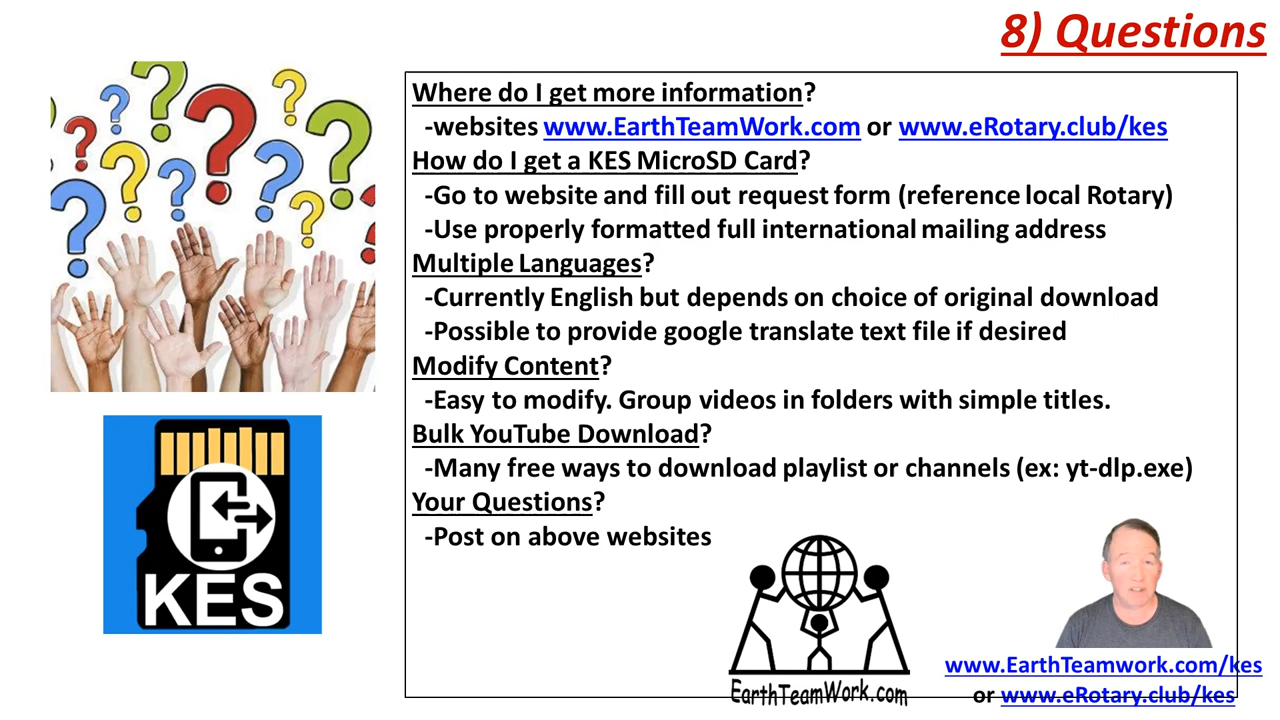 8) Questions
Where do I get more information?
-websites www.EarthTeamWork.com or www.eRotary.club/kes
How do I get a KES MicroSD Card?
-Go to website and fill out request form (reference local Rotary)
-Use properly formatted full international mailing address
Multiple Languages?
-Currently English but depends on choice of original download
-Possible to provide google translate text file if desired
Modify Content?
-Easy to modify. Group videos in folders with simple titles.
Bulk YouTube Download?
-Many free ways to download playlist or channels (ex: yt-dlp.exe)
Your Questions?
-Post on above websites
KES
EarthTeamWork.com
www.EarthTeamwork.com/kes
or www.eRotary.club/kes